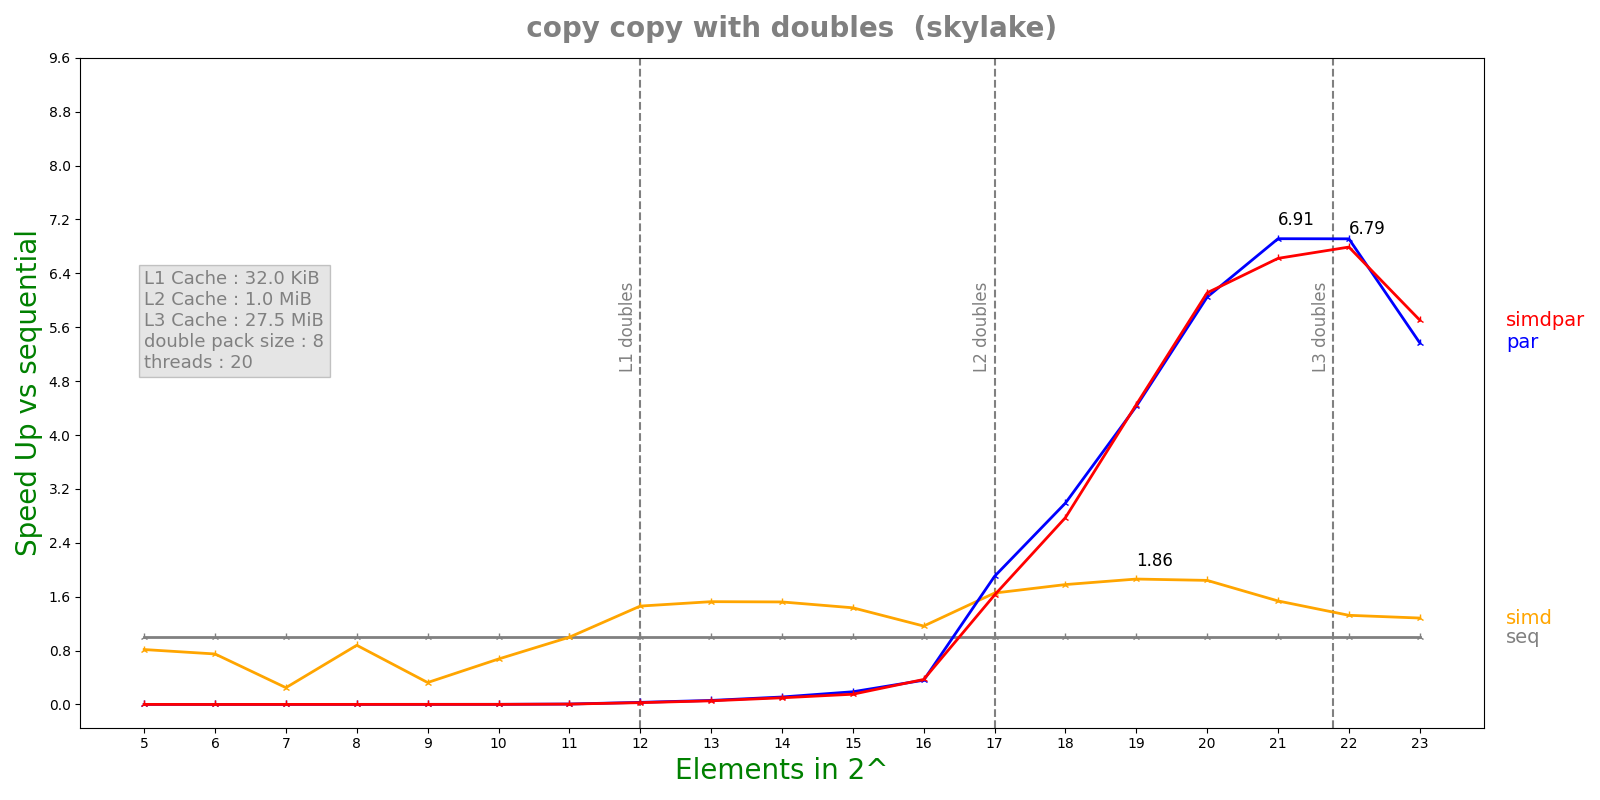 copy copy with doubles  (skylake)
Speed Up vs sequential
9.6
8.8
8.0
7.2
6.4
5.6
4.8
4.0
3.2
2.4
1.6
0.8
0.0
L1 Cache : 32.0 KiB
L2 Cache : 1.0 MiB
L3 Cache : 27.5 MiB
double pack size : 8
threads : 20
L1 doubles
L2 doubles
L3 doubles
6.91
6.79
1.86
simdpar
par
simd
seq
5 6 7 8 9 10 11 12 13 14 15 16 17 18 19 20 21 22 23
Elements in 2^